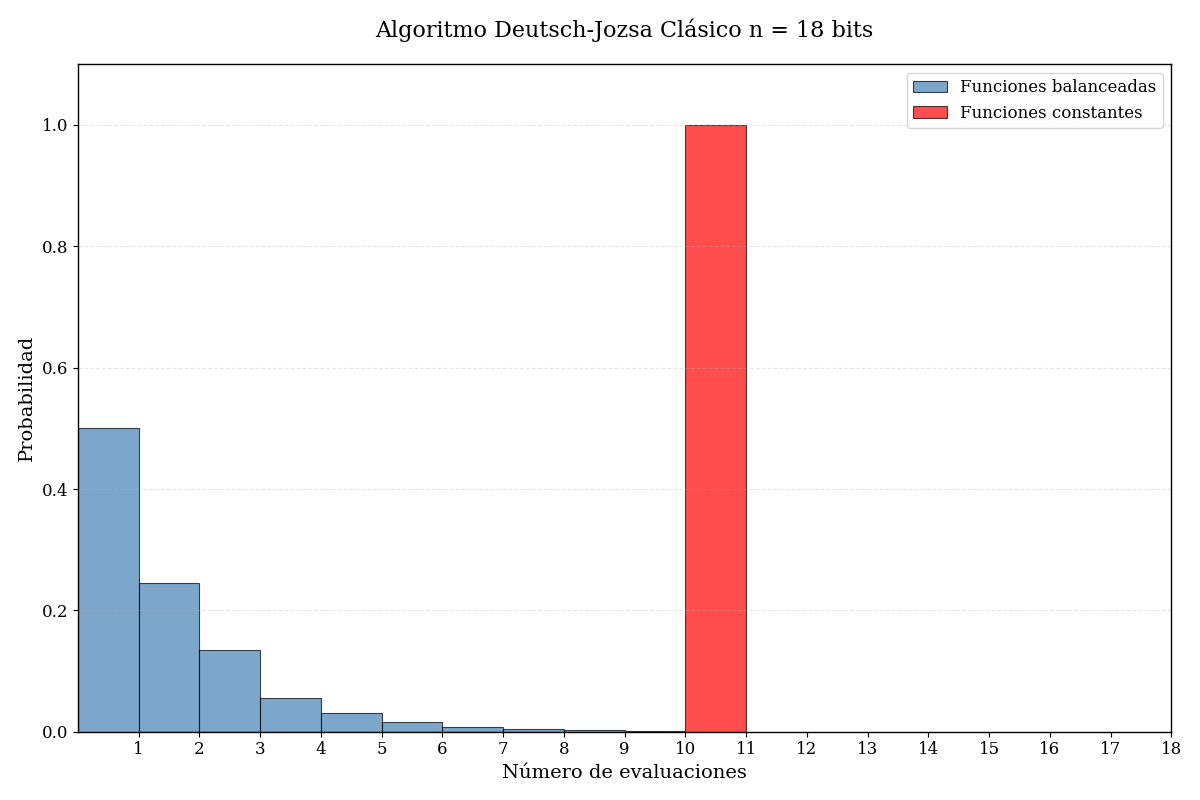 Algoritmo Deutsch-Jozsa Clásico n = 18 bits
Funciones balanceadas
Funciones constantes
Probabilidad
1.0
0.8
0.6
0.4
0.2
0.0
1 2 3 4 5 6 7 8 9 10 11 12 13 14 15 16 17 18
Número de evaluaciones